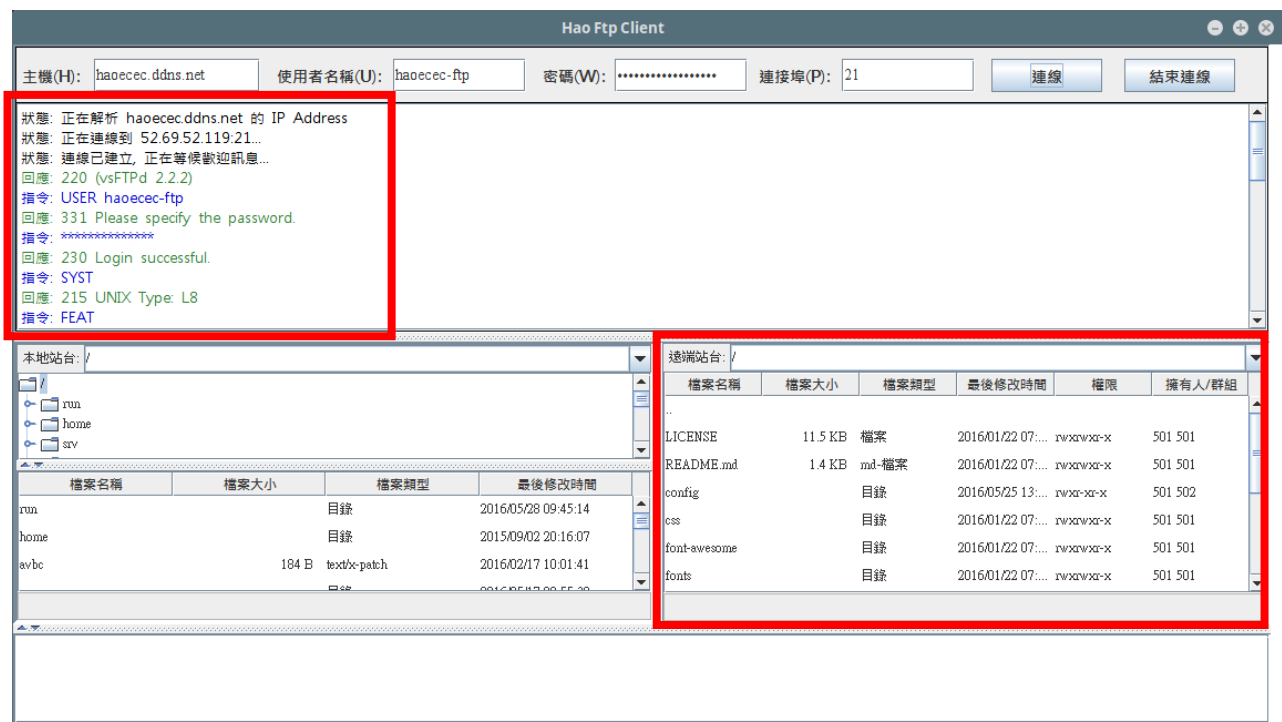 Hao Ftp Client
主機(H): haoecec.ddns.net 使用者名稱(U): haoecec-ftp 密碼(W): •••••••••••••••••• 連接埠(P): 21 連線 結束連線
狀態: 正在解析 haoecec.ddns.net 的 IP Address
狀態: 正在連線到 52.69.52.119:21...
狀態: 連線已建立, 正在等候歡迎訊息...
回應: 220 (vsFTPd 2.2.2)
指令: USER haoecec-ftp
回應: 331 Please specify the password.
指令: **************
回應: 230 Login successful.
指令: SYST
回應: 215 UNIX Type: L8
指令: FEAT
本地站台: /
/
run
home
srv
檔案名稱 檔案大小 檔案類型 最後修改時間
run 目錄 2016/05/28 09:45:14
home 目錄 2015/09/02 20:16:07
avbc 184 B text/x-patch 2016/02/17 10:01:41
遠端站台: /
檔案名稱 檔案大小 檔案類型 最後修改時間 權限 擁有人/群組
..
LICENSE 11.5 KB 檔案 2016/01/22 07:... rwxrwxr-x 501 501
README.md 1.4 KB md-檔案 2016/01/22 07:... rwxrwxr-x 501 501
config 目錄 2016/05/25 13:... rwxr-xr-x 501 502
css 目錄 2016/01/22 07:... rwxrwxr-x 501 501
font-awesome 目錄 2016/01/22 07:... rwxrwxr-x 501 501
fonts 目錄 2016/01/22 07:... rwxrwxr-x 501 501